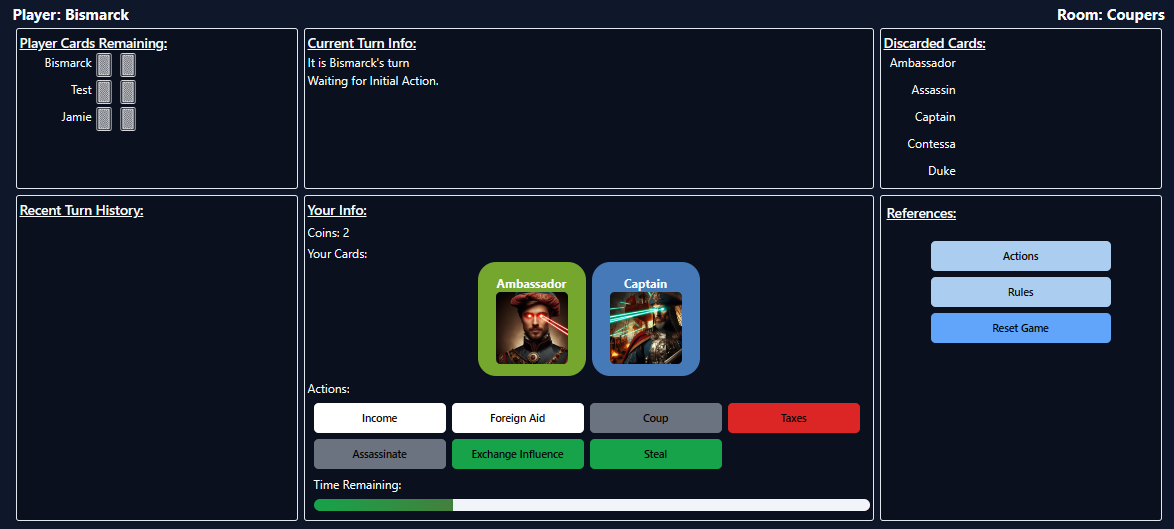 Player: Bismarck
Room: Coupers
Player Cards Remaining:
Bismarck
Test
Jamie
Current Turn Info:
It is Bismarck's turn
Waiting for Initial Action.
Discarded Cards:
Ambassador
Assassin
Captain
Contessa
Duke
Recent Turn History:
Your Info:
Coins: 2
Your Cards:
Ambassador
Captain
Actions:
Income
Foreign Aid
Coup
Taxes
Assassinate
Exchange Influence
Steal
Time Remaining:
References:
Actions
Rules
Reset Game